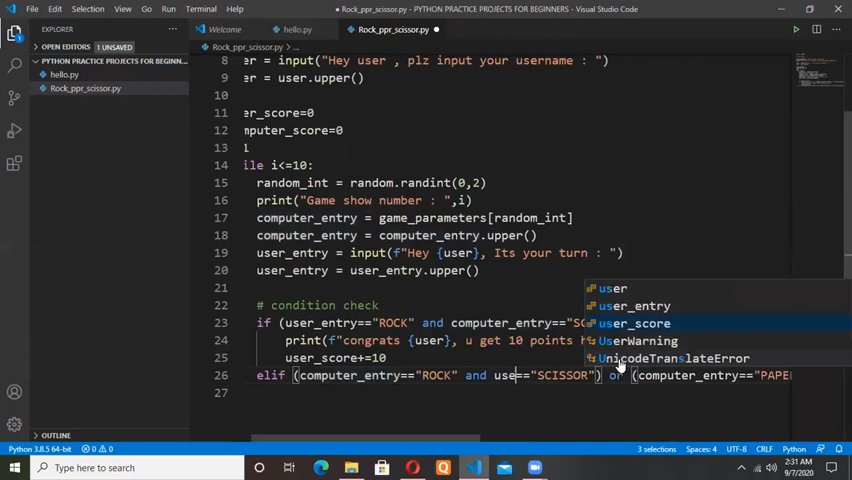 File Edit Selection View Go Run Terminal Help
● Rock_ppr_scissor.py - PYTHON PRACTICE PROJECTS FOR BEGINNERS - Visual Studio Code
EXPLORER ...
Welcome
hello.py
Rock_ppr_scissor.py ●
OPEN EDITORS 1 UNSAVED
PYTHON PRACTICE PROJECTS FOR BEGINN...
hello.py
Rock_ppr_scissor.py
OUTLINE
Rock_ppr_scissor.py > ...
8 er = input("Hey user , plz input your username : ")
9 er = user.upper()
10
11 er_score=0
12 mputer_score=0
13 1
14 ile i<=10:
15 random_int = random.randint(0,2)
16 print("Game show number : ",i)
17 computer_entry = game_parameters[random_int]
18 computer_entry = computer_entry.upper()
19 user_entry = input(f"Hey {user}, Its your turn : ")
20 user_entry = user_entry.upper()
21
22 # condition check
23 if (user_entry=="ROCK" and computer_entry=="SC
24 print(f"congrats {user}, u get 10 points h
25 user_score+=10
26 elif (computer_entry=="ROCK" and use=="SCISSOR") or (computer_entry=="PAPE
27
user
user_entry
user_score
UserWarning
UnicodeTranslateError
Python 3.8.5 64-bit 0 0 3 selections Spaces: 4 UTF-8 CRLF Python
Type here to search
2:31 AM
9/7/2020